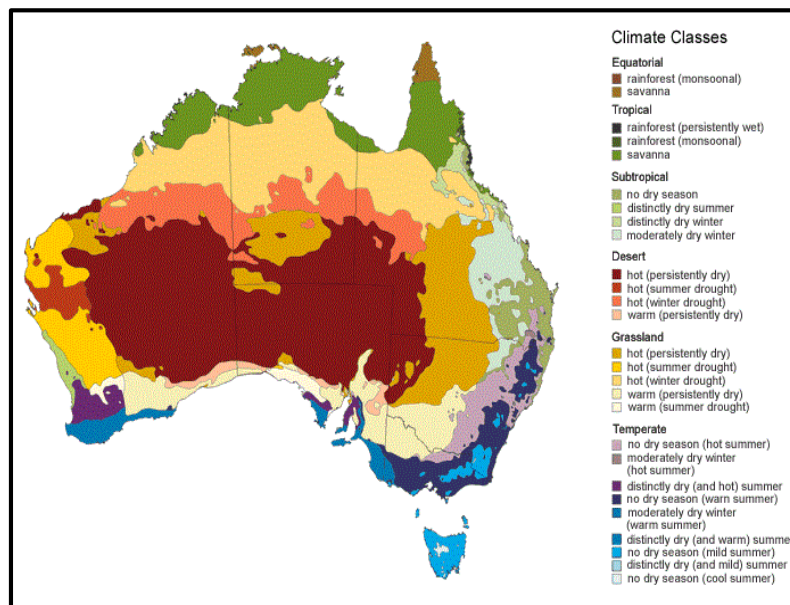 Climate Classes
Equatorial
rainforest (monsoonal)
savanna
Tropical
rainforest (persistently wet)
rainforest (monsoonal)
savanna
Subtropical
no dry season
distinctly dry summer
distinctly dry winter
moderately dry winter
Desert
hot (persistently dry)
hot (summer drought)
hot (winter drought)
warm (persistently dry)
Grassland
hot (persistently dry)
hot (summer drought)
hot (winter drought)
warm (persistently dry)
warm (summer drought)
Temperate
no dry season (hot summer)
moderately dry winter
(hot summer)
distinctly dry (and hot) summer
no dry season (warn summer)
moderately dry winter
(warm summer)
distinctly dry (and warm) summe
no dry season (mild summer)
distinctly dry (and mild) summer
no dry season (cool summer)